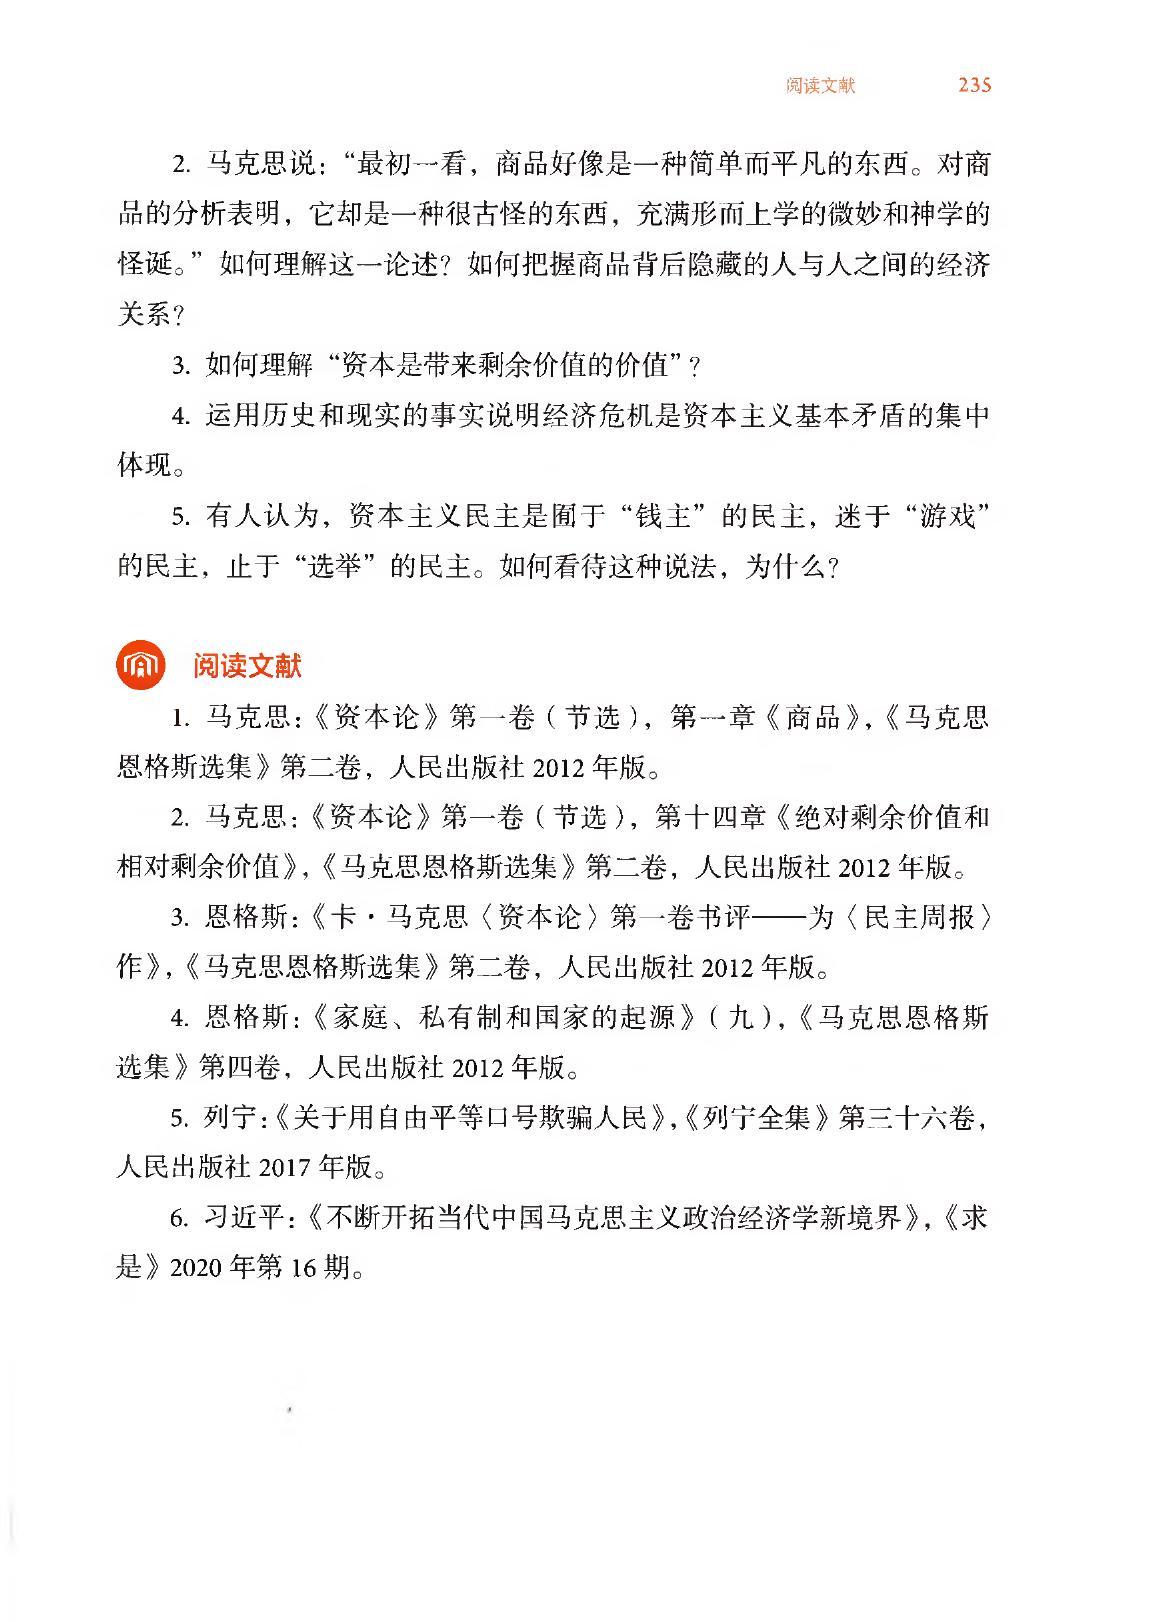 阅读文献 235
2. 马克思说：“最初一看，商品好像是一种简单而平凡的东西。对商
品的分析表明，它却是一种很古怪的东西，充满形而上学的微妙和神学的
怪诞。”如何理解这一论述？如何把握商品背后隐藏的人与人之间的经济
关系？
3. 如何理解“资本是带来剩余价值的价值”？
4. 运用历史和现实的事实说明经济危机是资本主义基本矛盾的集中
体现。
5. 有人认为，资本主义民主是囿于“钱主”的民主，迷于“游戏”
的民主，止于“选举”的民主。如何看待这种说法，为什么？
阅读文献
1. 马克思：《资本论》第一卷（节选），第一章《商品》，《马克思
恩格斯选集》第二卷，人民出版社 2012 年版。
2. 马克思：《资本论》第一卷（节选），第十四章《绝对剩余价值和
相对剩余价值》，《马克思恩格斯选集》第二卷，人民出版社 2012 年版。
3. 恩格斯：《卡·马克思〈资本论〉第一卷书评——为〈民主周报〉
作》，《马克思恩格斯选集》第二卷，人民出版社 2012 年版。
4. 恩格斯：《家庭、私有制和国家的起源》（九），《马克思恩格斯
选集》第四卷，人民出版社 2012 年版。
5. 列宁：《关于用自由平等口号欺骗人民》，《列宁全集》第三十六卷，
人民出版社 2017 年版。
6. 习近平：《不断开拓当代中国马克思主义政治经济学新境界》，《求
是》2020 年第 16 期。